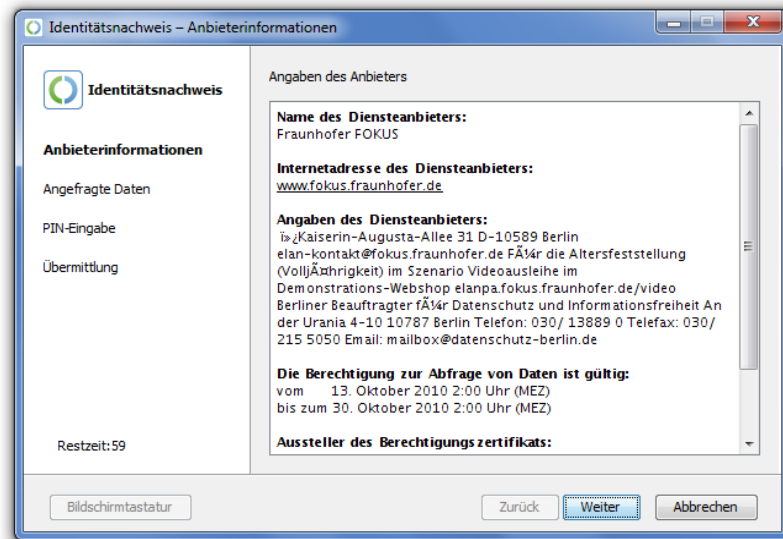 Identitätsnachweis – Anbieterinformationen
Identitätsnachweis
Anbieterinformationen
Angefragte Daten
PIN-Eingabe
Übermittlung
Restzeit:59
Angaben des Anbieters
Name des Diensteanbieters:
Fraunhofer FOKUS
Internetadresse des Diensteanbieters:
www.fokus.fraunhofer.de
Angaben des Diensteanbieters:
ï»¿Kaiserin-Augusta-Allee 31 D-10589 Berlin
elan-kontakt@fokus.fraunhofer.de FÃ¼r die Altersfeststellung
(VolljÃ¤hrigkeit) im Szenario Videoausleihe im
Demonstrations-Webshop elanpa.fokus.fraunhofer.de/video
Berliner Beauftragter fÃ¼r Datenschutz und Informationsfreiheit An
der Urania 4-10 10787 Berlin Telefon: 030/ 13889 0 Telefax: 030/
215 5050 Email: mailbox@datenschutz-berlin.de
Die Berechtigung zur Abfrage von Daten ist gültig:
vom 13. Oktober 2010 2:00 Uhr (MEZ)
bis zum 30. Oktober 2010 2:00 Uhr (MEZ)
Aussteller des Berechtigungszertifikats:
Bildschirmtastatur
Zurück
Weiter
Abbrechen